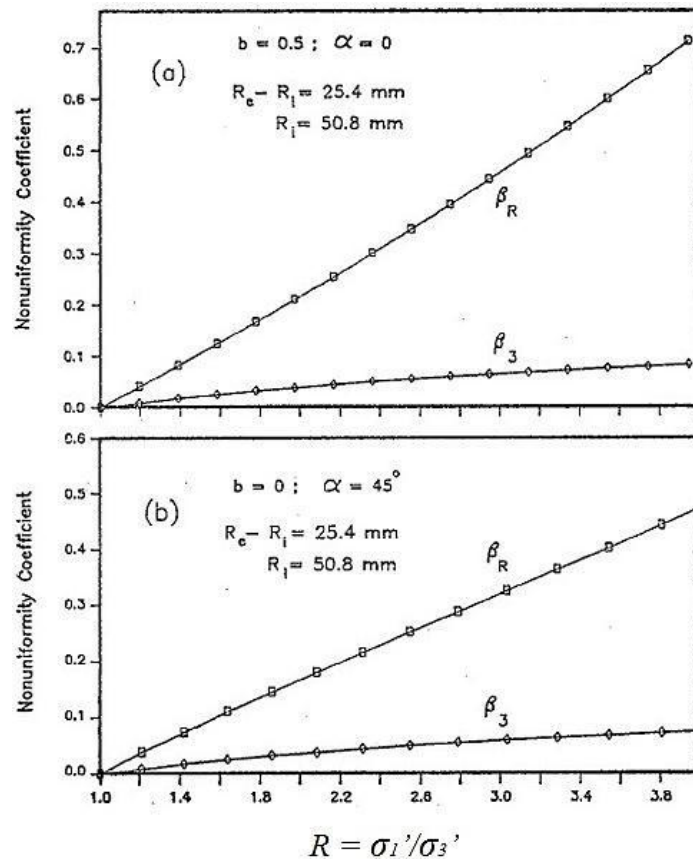 0.7
0.6
0.5
0.4
0.3
0.2
0.1
0.0
Nonuniformity Coefficient
(a)
b = 0.5 ; α = 0
R_e − R_i = 25.4 mm
R_i = 50.8 mm
β_R
β_3
0.6
0.5
0.4
0.3
0.2
0.1
0.0
Nonuniformity Coefficient
(b)
b = 0 ; α = 45°
R_e − R_i = 25.4 mm
R_i = 50.8 mm
β_R
β_3
1.0 1.4 1.8 2.2 2.6 3.0 3.4 3.8
R = σ₁'/σ₃'